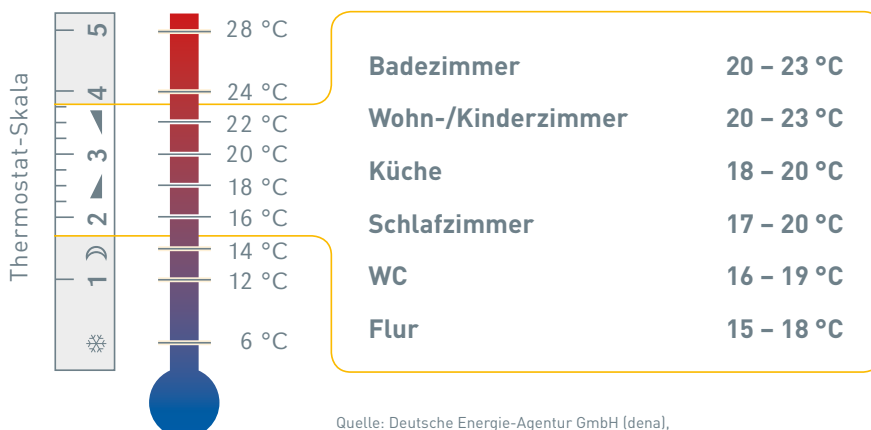 Thermostat-Skala
5
4
3
2
1
28 °C
24 °C
22 °C
20 °C
18 °C
16 °C
14 °C
12 °C
6 °C
Badezimmer 20 – 23 °C
Wohn-/Kinderzimmer 20 – 23 °C
Küche 18 – 20 °C
Schlafzimmer 17 – 20 °C
WC 16 – 19 °C
Flur 15 – 18 °C
Quelle: Deutsche Energie-Agentur GmbH (dena),